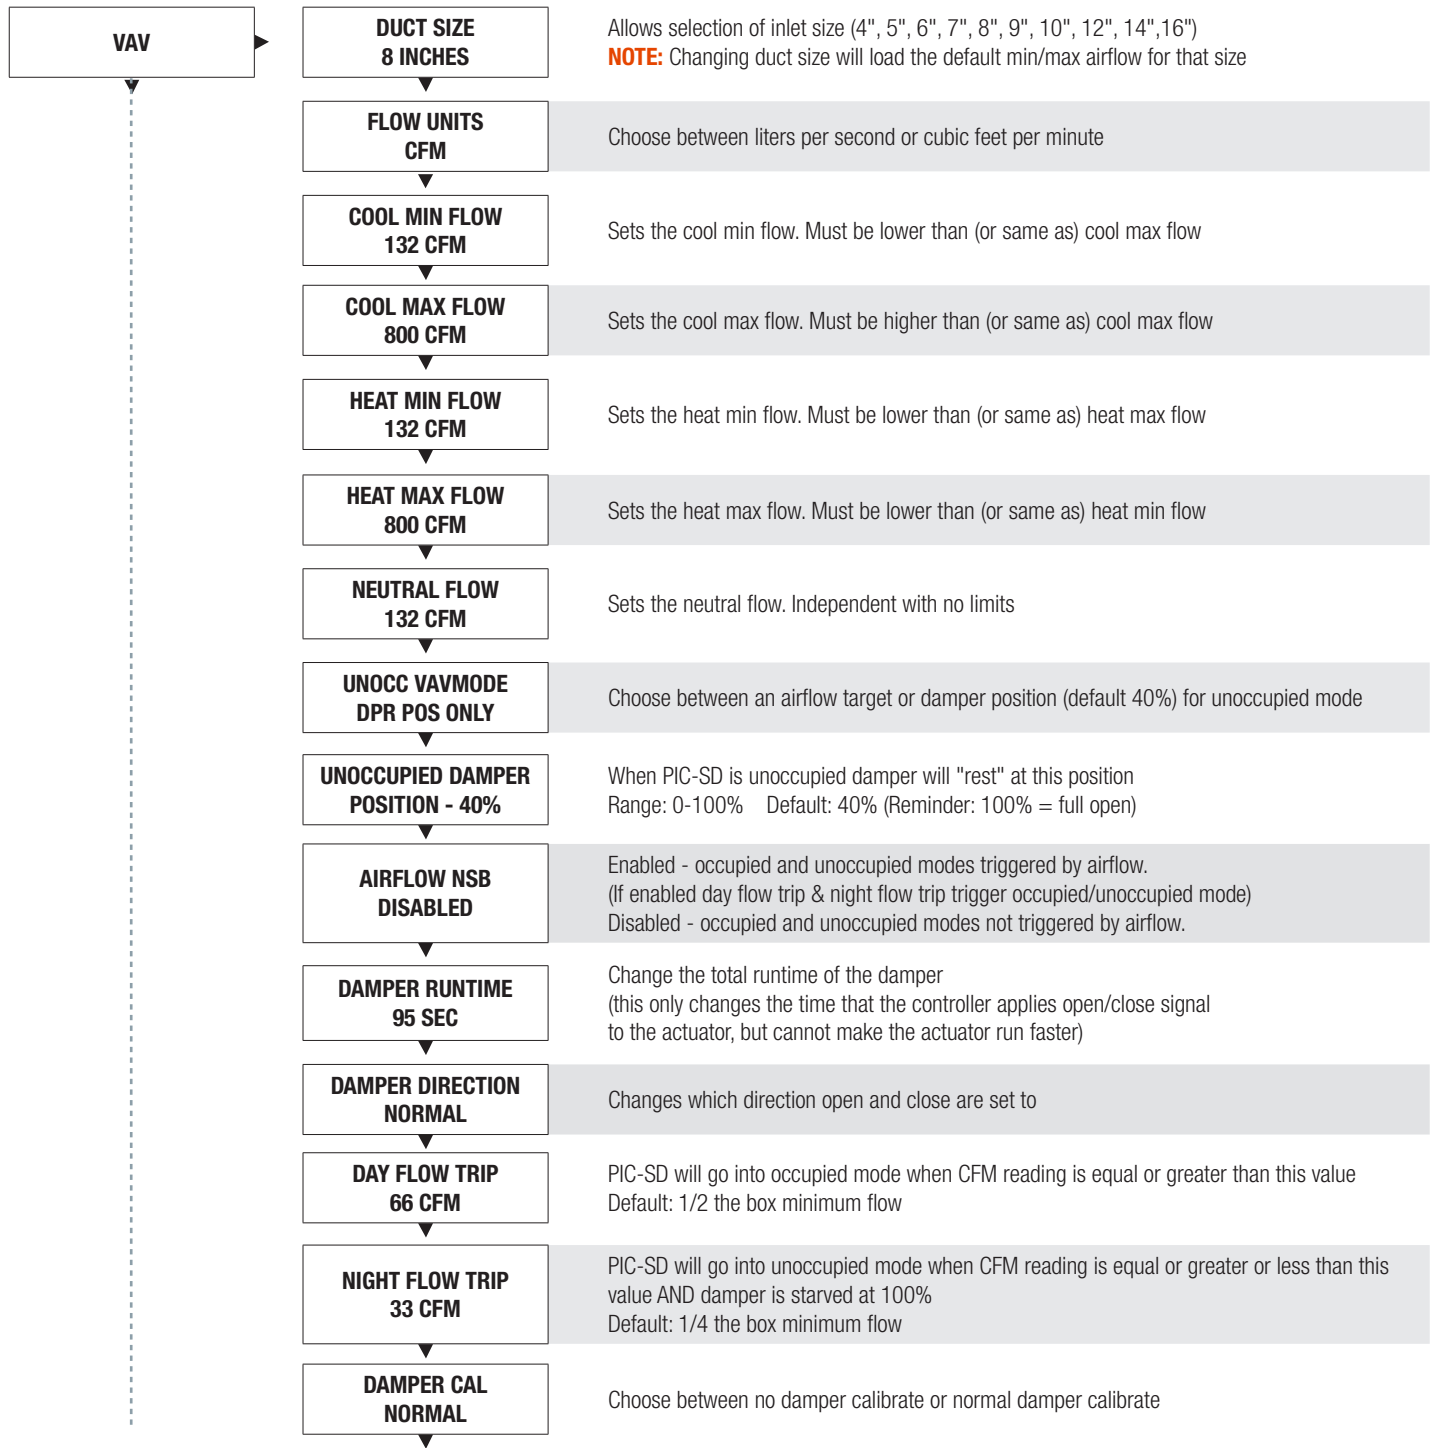 VAV
DUCT SIZE
8 INCHES
Allows selection of inlet size (4", 5", 6", 7", 8", 9", 10", 12", 14",16")
NOTE: Changing duct size will load the default min/max airflow for that size
FLOW UNITS
CFM
Choose between liters per second or cubic feet per minute
COOL MIN FLOW
132 CFM
Sets the cool min flow. Must be lower than (or same as) cool max flow
COOL MAX FLOW
800 CFM
Sets the cool max flow. Must be higher than (or same as) cool max flow
HEAT MIN FLOW
132 CFM
Sets the heat min flow. Must be lower than (or same as) heat max flow
HEAT MAX FLOW
800 CFM
Sets the heat max flow. Must be lower than (or same as) heat min flow
NEUTRAL FLOW
132 CFM
Sets the neutral flow. Independent with no limits
UNOCC VAVMODE
DPR POS ONLY
Choose between an airflow target or damper position (default 40%) for unoccupied mode
UNOCCUPIED DAMPER
POSITION - 40%
When PIC-SD is unoccupied damper will "rest" at this position
Range: 0-100% Default: 40% (Reminder: 100% = full open)
AIRFLOW NSB
DISABLED
Enabled - occupied and unoccupied modes triggered by airflow.
(If enabled day flow trip & night flow trip trigger occupied/unoccupied mode)
Disabled - occupied and unoccupied modes not triggered by airflow.
DAMPER RUNTIME
95 SEC
Change the total runtime of the damper
(this only changes the time that the controller applies open/close signal
to the actuator, but cannot make the actuator run faster)
DAMPER DIRECTION
NORMAL
Changes which direction open and close are set to
DAY FLOW TRIP
66 CFM
PIC-SD will go into occupied mode when CFM reading is equal or greater than this value
Default: 1/2 the box minimum flow
NIGHT FLOW TRIP
33 CFM
PIC-SD will go into unoccupied mode when CFM reading is equal or greater or less than this
value AND damper is starved at 100%
Default: 1/4 the box minimum flow
DAMPER CAL
NORMAL
Choose between no damper calibrate or normal damper calibrate